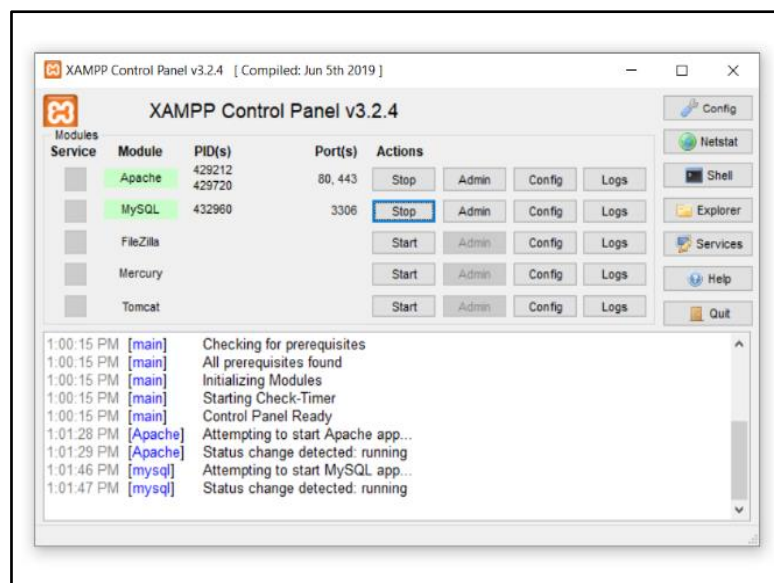 XAMPP Control Panel v3.2.4 [ Compiled: Jun 5th 2019 ]
XAMPP Control Panel v3.2.4
Config
Modules
Service Module PID(s) Port(s) Actions
Netstat
Apache 429212 429720 80, 443 Stop Admin Config Logs
Shell
MySQL 432960 3306 Stop Admin Config Logs
Explorer
FileZilla Start Admin Config Logs
Services
Mercury Start Admin Config Logs
Help
Tomcat Start Admin Config Logs
Quit
1:00:15 PM [main] Checking for prerequisites
1:00:15 PM [main] All prerequisites found
1:00:15 PM [main] Initializing Modules
1:00:15 PM [main] Starting Check-Timer
1:00:15 PM [main] Control Panel Ready
1:01:28 PM [Apache] Attempting to start Apache app...
1:01:29 PM [Apache] Status change detected: running
1:01:46 PM [mysql] Attempting to start MySQL app...
1:01:47 PM [mysql] Status change detected: running